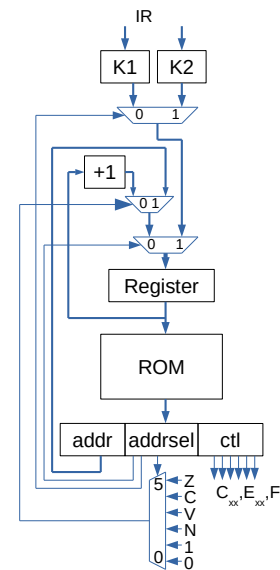 IR
K1 K2
0 1
+1
0 1
0 1
Register
ROM
addr addrsel ctl
5 Z
C
V
N
1
0 0
Cxx,Exx,F